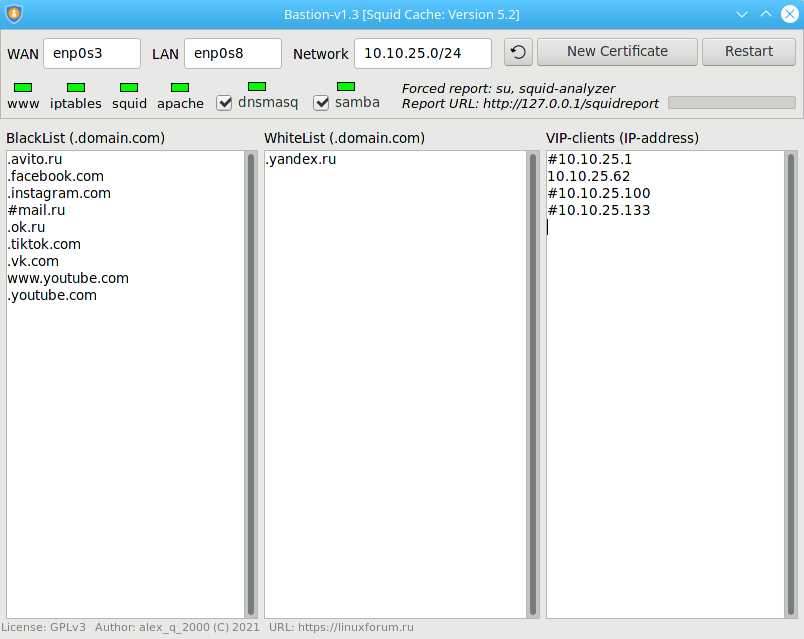 Bastion-v1.3 [Squid Cache: Version 5.2]
WAN enp0s3 LAN enp0s8 Network 10.10.25.0/24 New Certificate Restart
www iptables squid apache dnsmasq samba
Forced report: su, squid-analyzer
Report URL: http://127.0.0.1/squidreport
BlackList (.domain.com)
.avito.ru
.facebook.com
.instagram.com
#mail.ru
.ok.ru
.tiktok.com
.vk.com
www.youtube.com
.youtube.com
WhiteList (.domain.com)
.yandex.ru
VIP-clients (IP-address)
#10.10.25.1
10.10.25.62
#10.10.25.100
#10.10.25.133
License: GPLv3 Author: alex_q_2000 (C) 2021 URL: https://linuxforum.ru